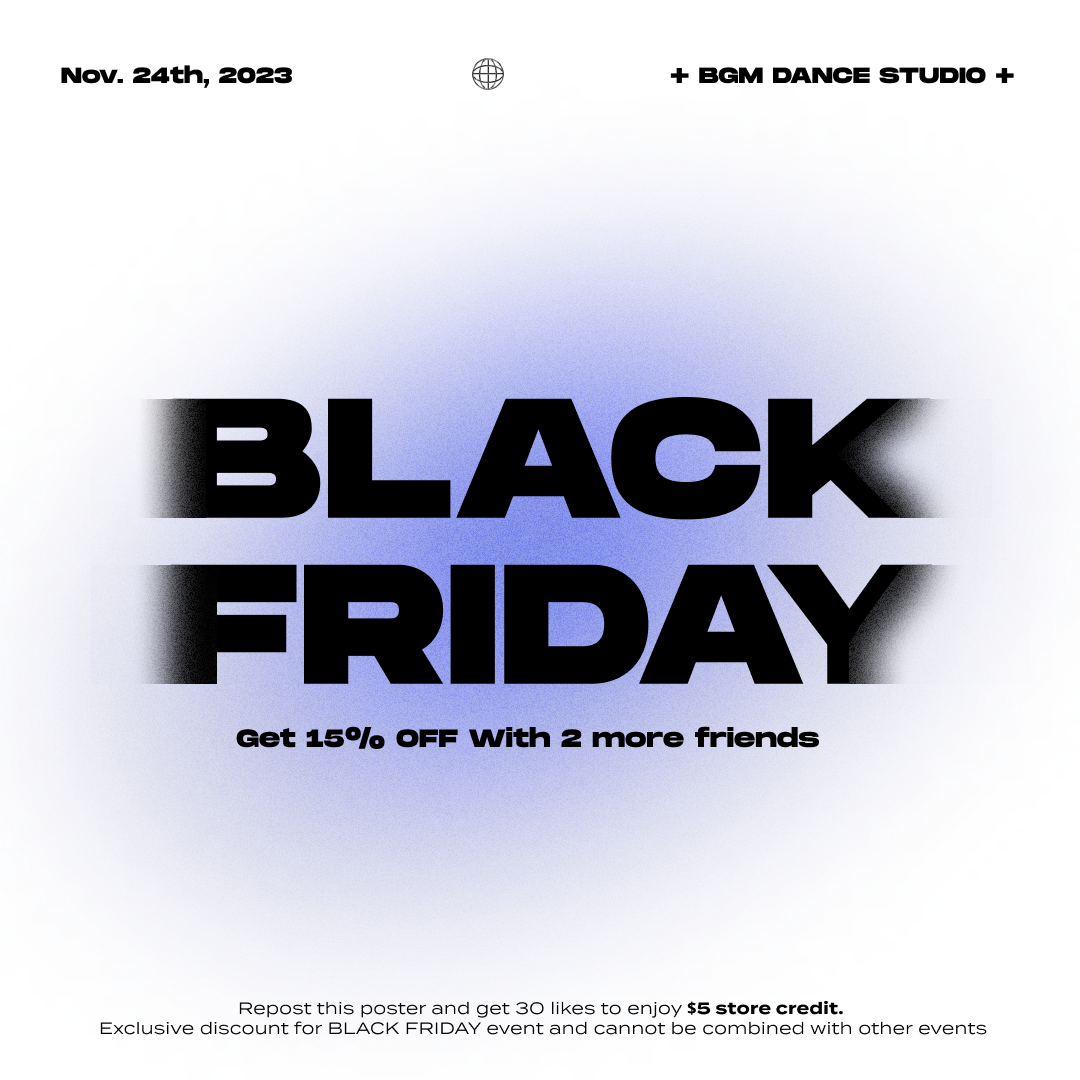 Nov. 24th, 2023
+ BGM DANCE STUDIO +
BLACK
FRIDAY
Get 15% OFF With 2 more friends
Repost this poster and get 30 likes to enjoy $5 store credit.
Exclusive discount for BLACK FRIDAY event and cannot be combined with other events